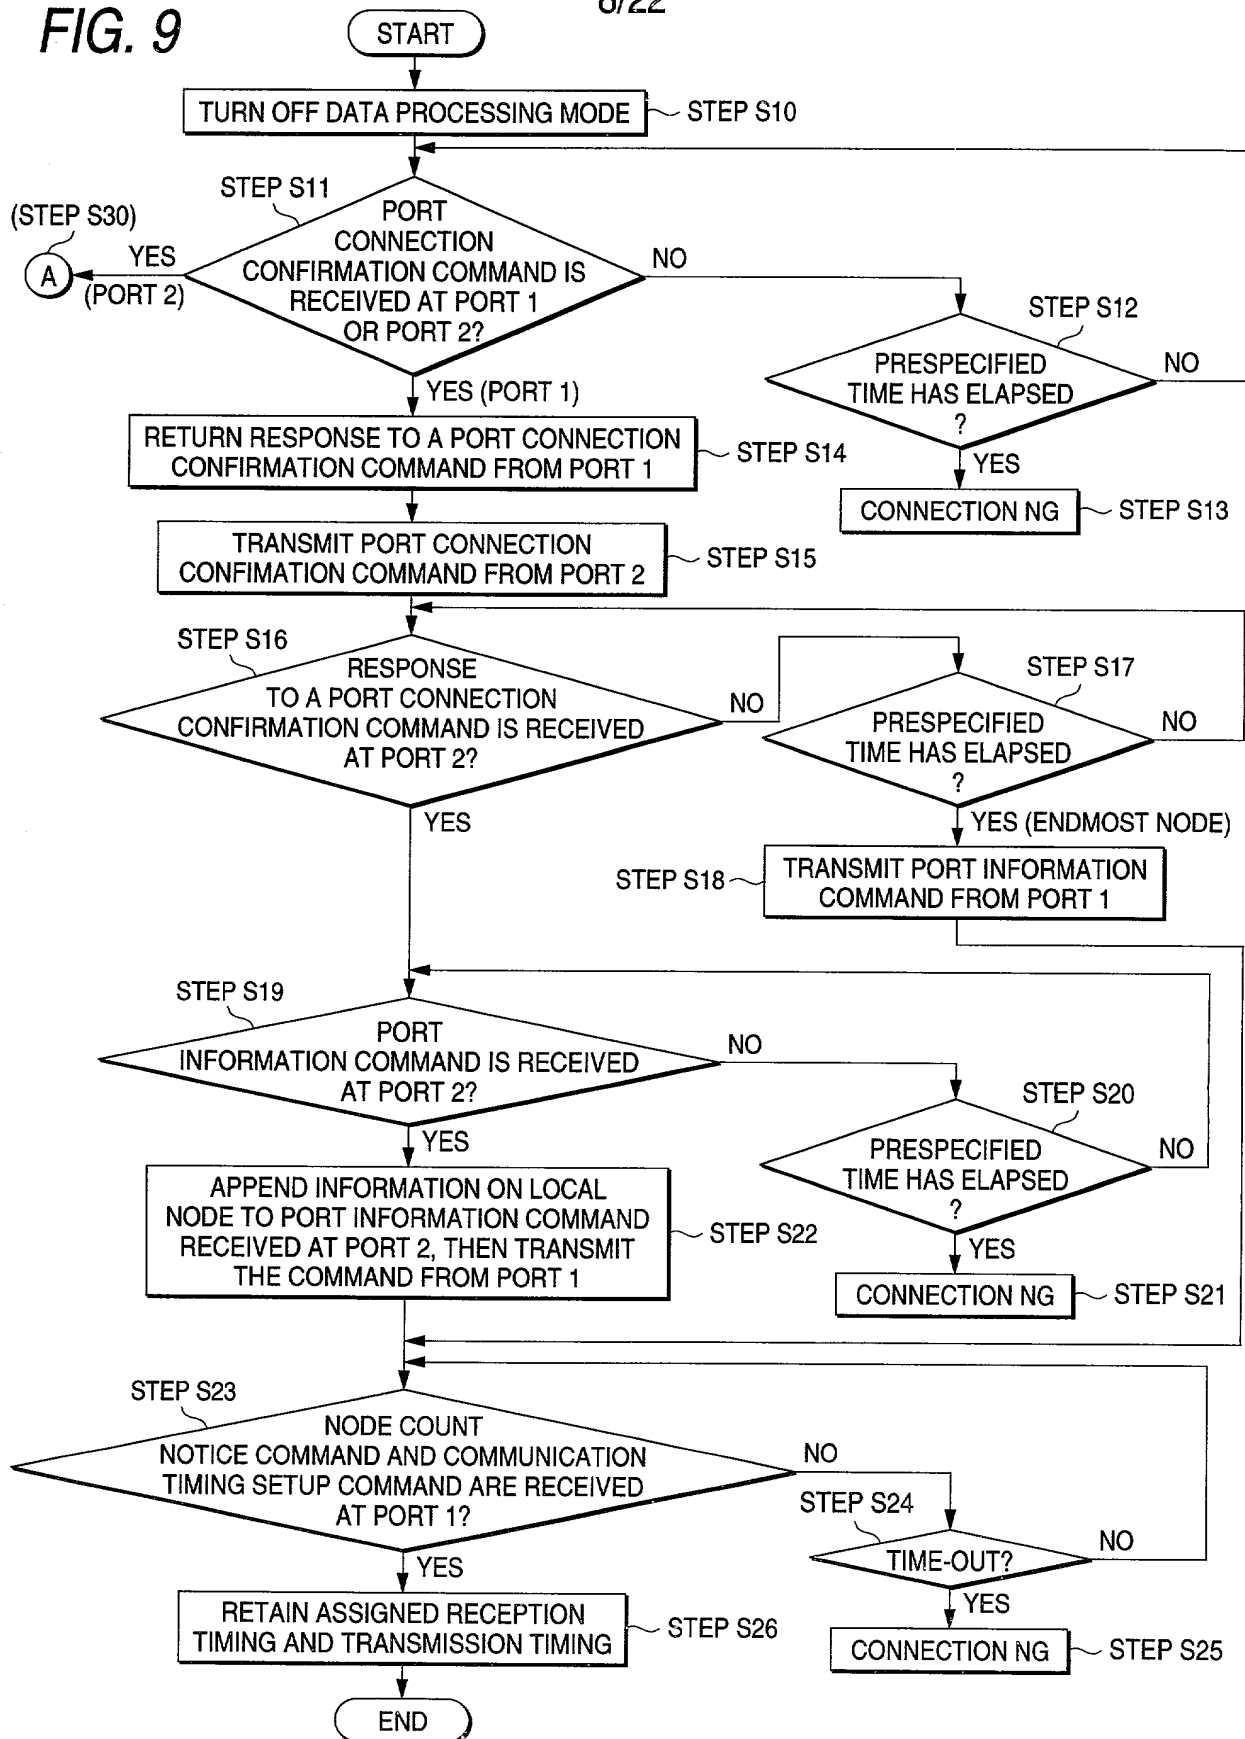 FIG. 9
8/22
START
TURN OFF DATA PROCESSING MODE
STEP S10
STEP S11
(STEP S30)
A
YES
(PORT 2)
PORT
CONNECTION
CONFIRMATION COMMAND IS
RECEIVED AT PORT 1
OR PORT 2?
NO
STEP S12
PRESPECIFIED
TIME HAS ELAPSED
?
NO
YES (PORT 1)
YES
RETURN RESPONSE TO A PORT CONNECTION
CONFIRMATION COMMAND FROM PORT 1
STEP S14
CONNECTION NG
STEP S13
TRANSMIT PORT CONNECTION
CONFIMATION COMMAND FROM PORT 2
STEP S15
STEP S16
RESPONSE
TO A PORT CONNECTION
CONFIRMATION COMMAND IS RECEIVED
AT PORT 2?
NO
STEP S17
PRESPECIFIED
TIME HAS ELAPSED
?
NO
YES
YES (ENDMOST NODE)
STEP S18
TRANSMIT PORT INFORMATION
COMMAND FROM PORT 1
STEP S19
PORT
INFORMATION COMMAND IS RECEIVED
AT PORT 2?
NO
STEP S20
PRESPECIFIED
TIME HAS ELAPSED
?
NO
YES
YES
APPEND INFORMATION ON LOCAL
NODE TO PORT INFORMATION COMMAND
RECEIVED AT PORT 2, THEN TRANSMIT
THE COMMAND FROM PORT 1
STEP S22
CONNECTION NG
STEP S21
STEP S23
NODE COUNT
NOTICE COMMAND AND COMMUNICATION
TIMING SETUP COMMAND ARE RECEIVED
AT PORT 1?
NO
STEP S24
TIME-OUT?
NO
YES
YES
RETAIN ASSIGNED RECEPTION
TIMING AND TRANSMISSION TIMING
STEP S26
CONNECTION NG
STEP S25
END